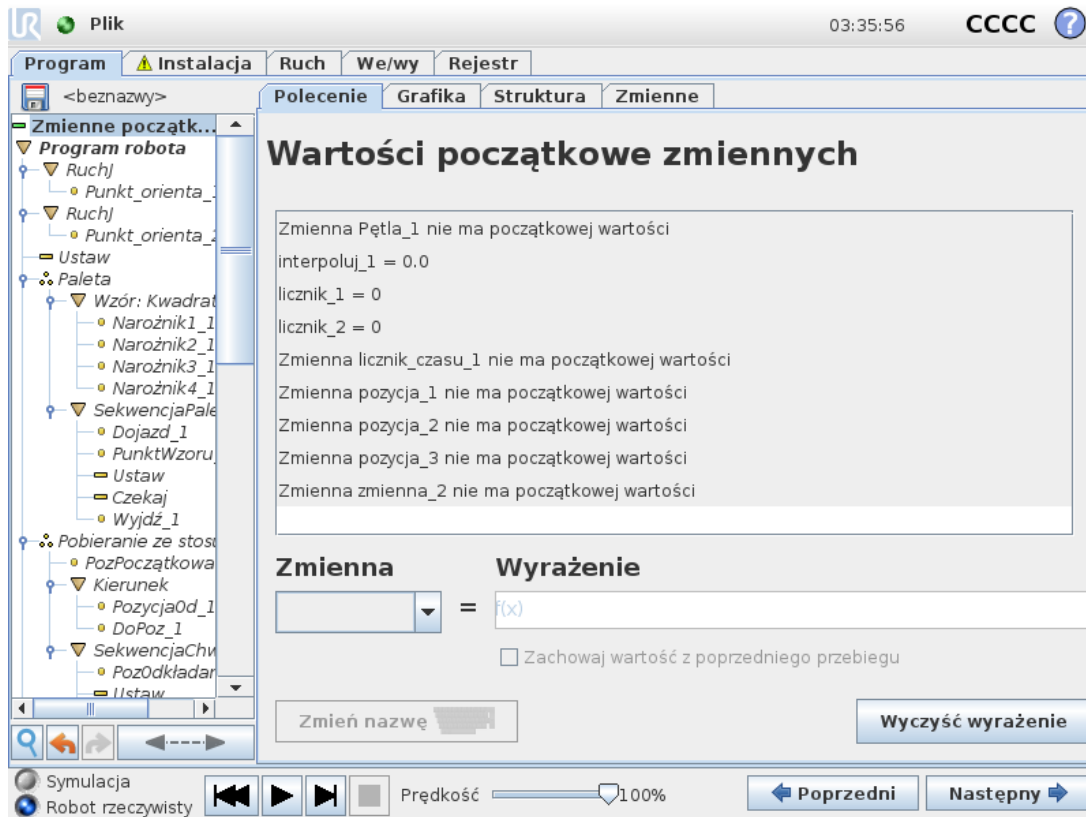 Plik 03:35:56 CCCC ?
Program Instalacja Ruch We/wy Rejestr
<beznazwy> Polecenie Grafika Struktura Zmienne
Zmienne początk...
Program robota
RuchJ
Punkt_orienta_1
RuchJ
Punkt_orienta_2
Ustaw
Paleta
Wzór: Kwadrat
Narożnik1_1
Narożnik2_1
Narożnik3_1
Narożnik4_1
SekwencjaPale
Dojazd_1
PunktWzoru_
Ustaw
Czekaj
Wyjdź_1
Pobieranie ze stosu
PozPoczątkowa
Kierunek
PozycjaOd_1
DoPoz_1
SekwencjaChw
PozOdkładan
Ustaw
Wartości początkowe zmiennych
Zmienna Pętla_1 nie ma początkowej wartości
interpoluj_1 = 0.0
licznik_1 = 0
licznik_2 = 0
Zmienna licznik_czasu_1 nie ma początkowej wartości
Zmienna pozycja_1 nie ma początkowej wartości
Zmienna pozycja_2 nie ma początkowej wartości
Zmienna pozycja_3 nie ma początkowej wartości
Zmienna zmienna_2 nie ma początkowej wartości
Zmienna Wyrażenie
= f(x)
Zachowaj wartość z poprzedniego przebiegu
Zmień nazwę Wyczyść wyrażenie
Symulacja
Robot rzeczywisty
Prędkość 100% Poprzedni Następny